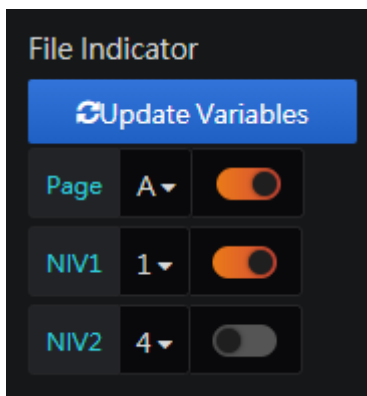 File Indicator
Update Variables
Page A
NIV1 1
NIV2 4